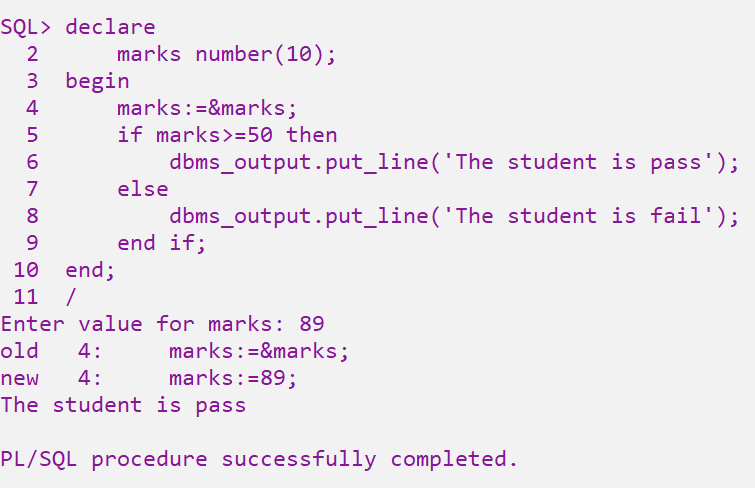 SQL> declare
  2      marks number(10);
  3  begin
  4      marks:=&marks;
  5      if marks>=50 then
  6          dbms_output.put_line('The student is pass');
  7      else
  8          dbms_output.put_line('The student is fail');
  9      end if;
 10  end;
 11  /
Enter value for marks: 89
old   4:     marks:=&marks;
new   4:     marks:=89;
The student is pass

PL/SQL procedure successfully completed.